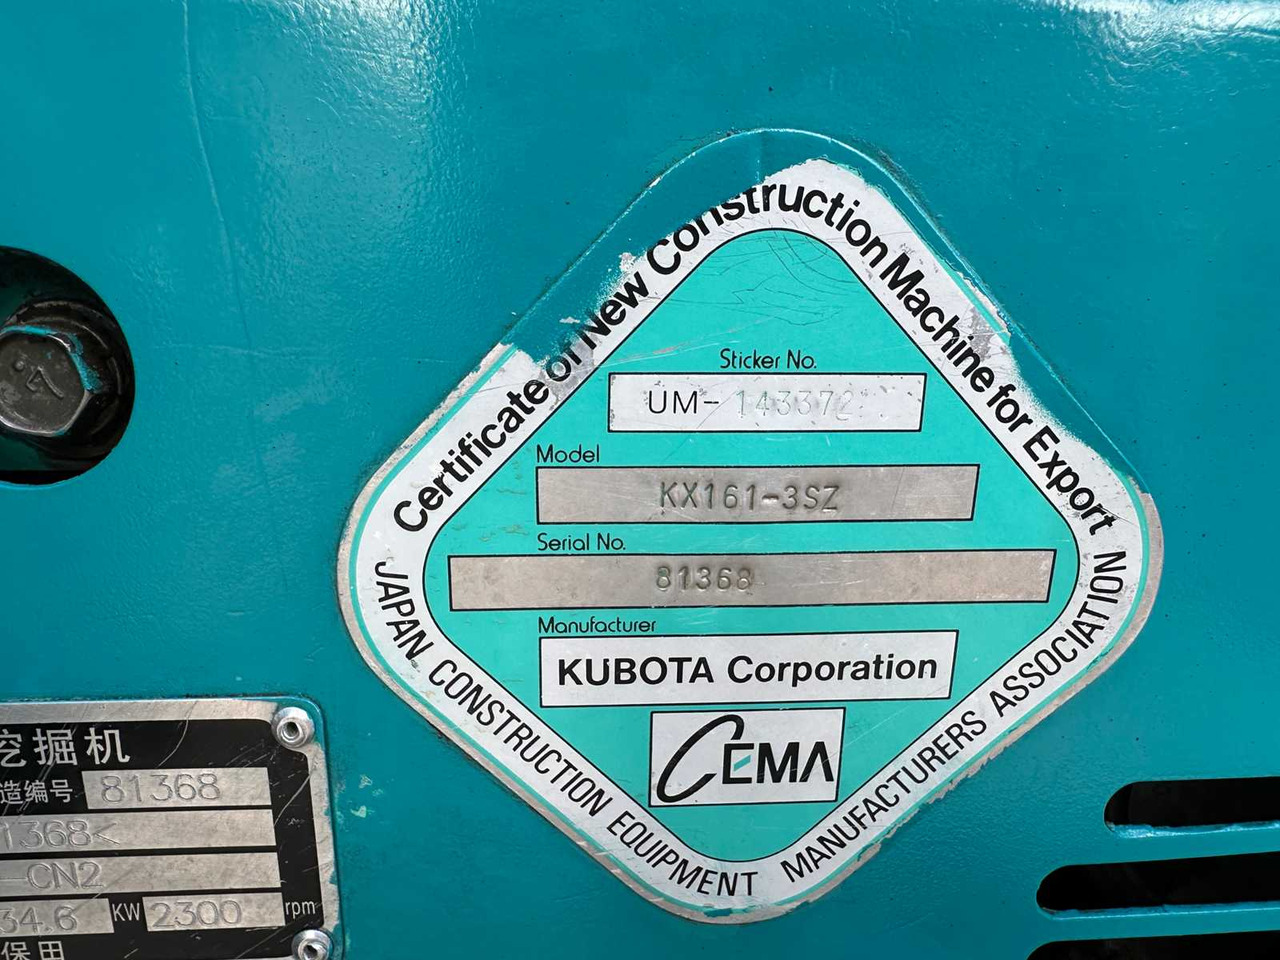 Certificate of New Construction Machine for Export
Sticker No.
UM-143372
Model
KX161-3SZ
Serial No.
81368
Manufacturer
KUBOTA Corporation
CEMA
JAPAN CONSTRUCTION EQUIPMENT MANUFACTURERS ASSOCIATION
挖掘机
造编号 81368
1368<
-CN2
34.6 KW 2300 rpm
保田